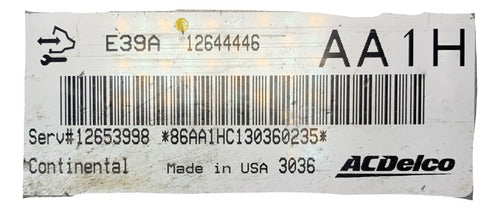 E39A 12644446 AA1H
Serv#12653998 *86AA1HC130360235*
Continental Made in USA 3036 ACDelco